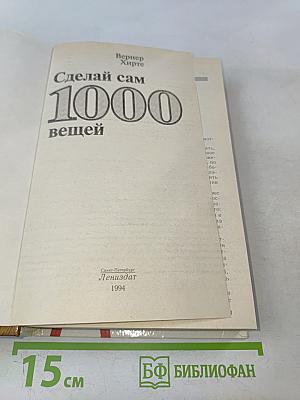 Вернер
Хирте
Сделай сам
1000
вещей
Санкт-Петербург
Лениздат
1994
15 см
БФ БИБЛИОФАН